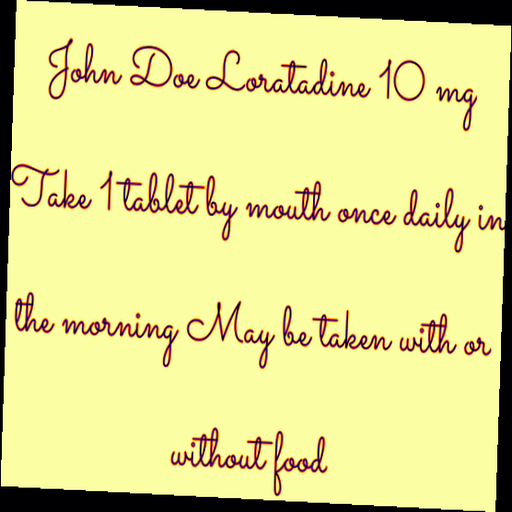 John Doe Loratadine 10 mg
Take 1 tablet by mouth once daily in
the morning May be taken with or
without food